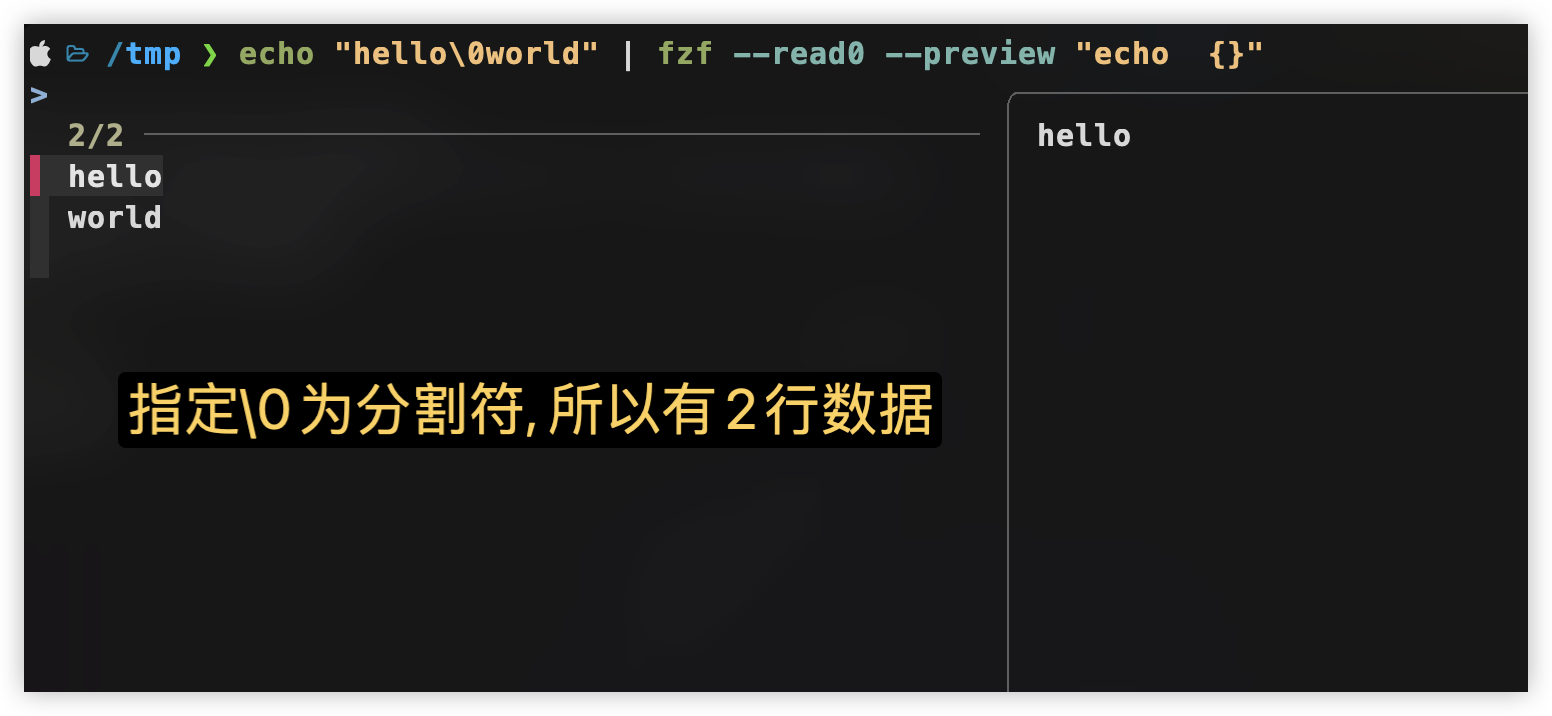 /tmp ❯ echo "hello\0world" | fzf --read0 --preview "echo  {}"
>
2/2
hello
hello
world
指定\0为分割符,所以有2行数据